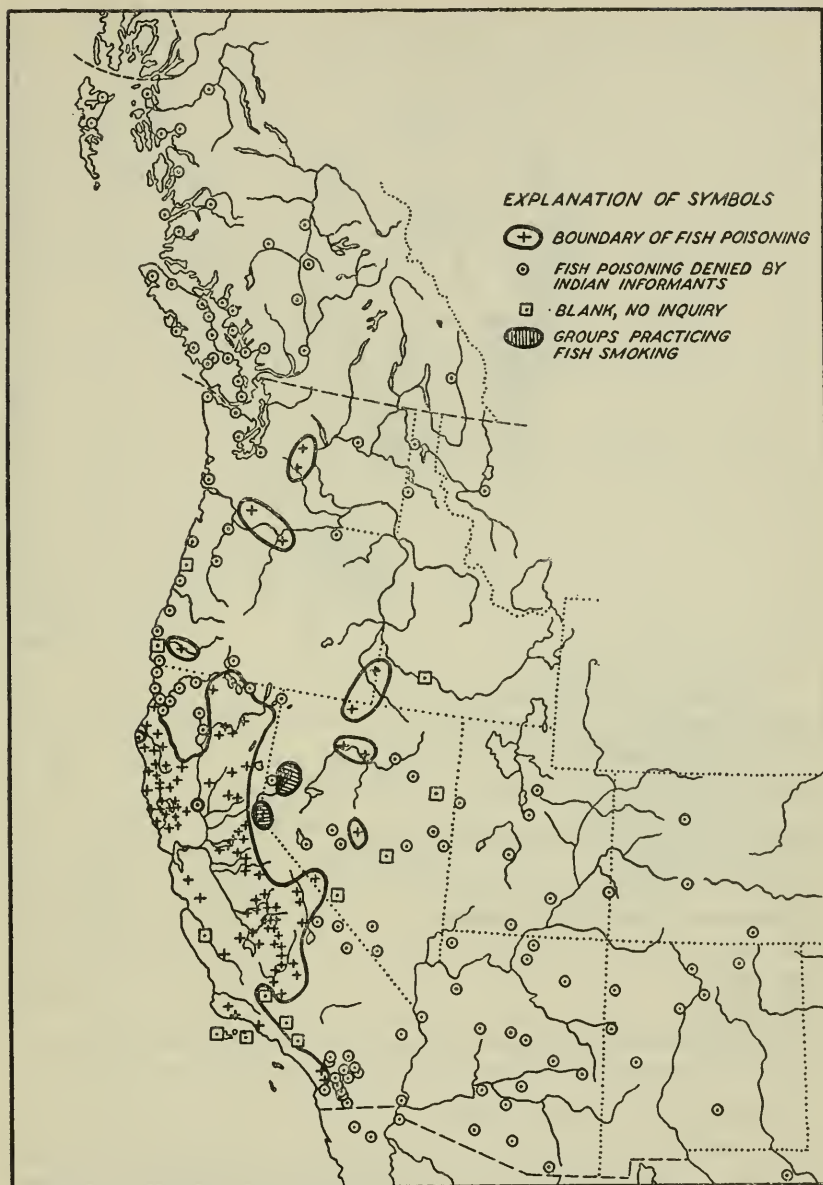 EXPLANATION OF SYMBOLS
BOUNDARY OF FISH POISONING
FISH POISONING DENIED BY
INDIAN INFORMANTS
BLANK, NO INQUIRY
GROUPS PRACTICING
FISH SMOKING